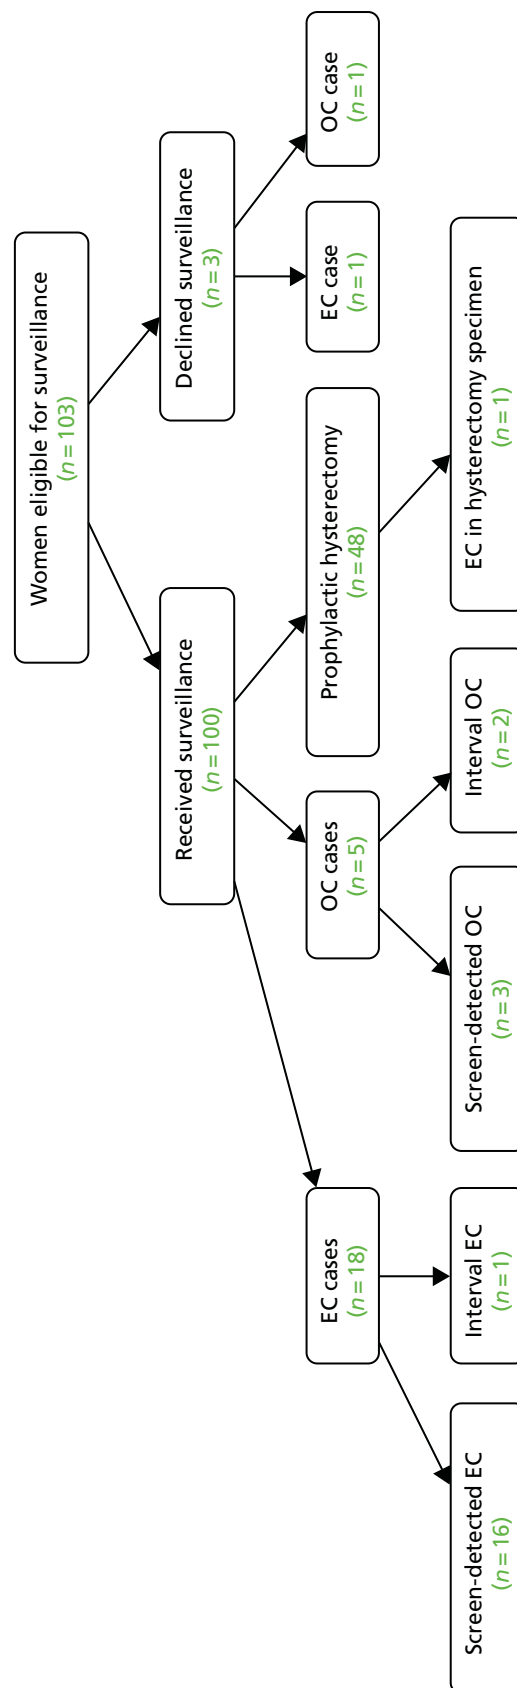 Women eligible for surveillance
(n=103)
Received surveillance
(n=100)
Declined surveillance
(n=3)
EC cases
(n=18)
OC cases
(n=5)
Prophylactic hysterectomy
(n=48)
EC case
(n=1)
OC case
(n=1)
Screen-detected EC
(n=16)
Interval EC
(n=1)
Screen-detected OC
(n=3)
Interval OC
(n=2)
EC in hysterectomy specimen
(n=1)